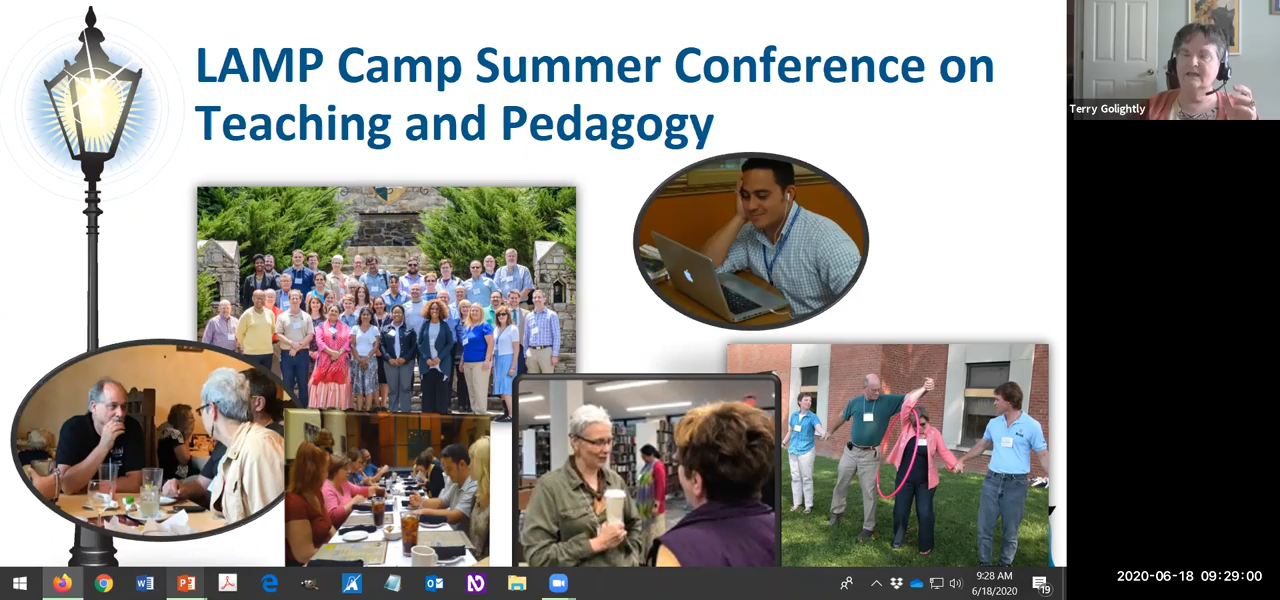 LAMP Camp Summer Conference on
Teaching and Pedagogy
Terry Golightly
9:28 AM
6/18/2020
19
2020-06-18 09:29:00